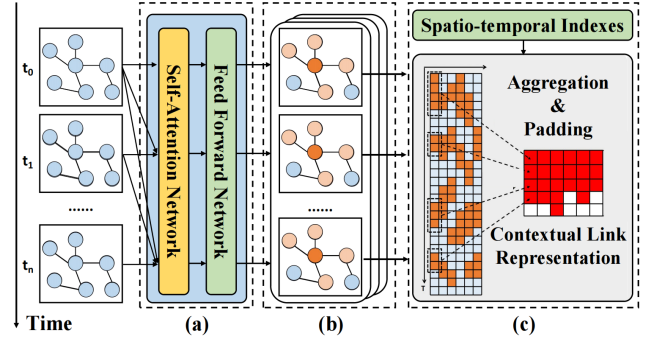 t0
t1
......
tn
Time
Self-Attention Network
Feed Forward Network
(a)
......
(b)
Spatio-temporal Indexes
Aggregation
&
Padding
Contextual Link
Representation
T
(c)